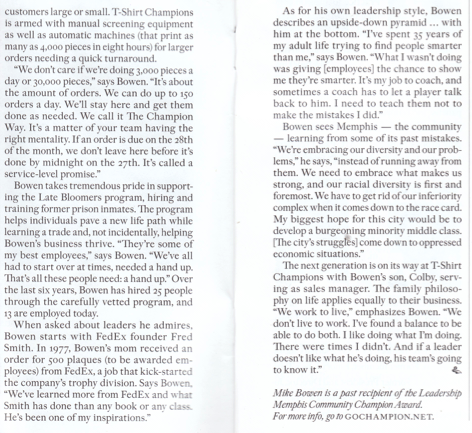 customers large or small. T-Shirt Champions
is armed with manual screening equipment
as well as automatic machines (that print as
many as 4,000 pieces in eight hours) for larger
orders needing a quick turnaround.
"We don't care if we're doing 3,000 pieces a
day or 30,000 pieces," says Bowen. "It's about
the amount of orders. We can do up to 150
orders a day. We'll stay here and get them
done as needed. We call it The Champion
Way. It's a matter of your team having the
right mentality. If an order is due on the 28th
of the month, we don't leave here before it's
done by midnight on the 27th. It's called a
service-level promise."
Bowen takes tremendous pride in support-
ing the Late Bloomers program, hiring and
training former prison inmates. The program
helps individuals pave a new life path while
learning a trade and, not incidentally, helping
Bowen's business thrive. "They're some of
my best employees," says Bowen. "We've all
had to start over at times, needed a hand up.
That's all these people need: a hand up." Over
the last six years, Bowen has hired 25 people
through the carefully vetted program, and
13 are employed today.
When asked about leaders he admires,
Bowen starts with FedEx founder Fred
Smith. In 1977, Bowen's mom received an
order for 500 plaques (to be awarded em-
ployees) from FedEx, a job that kick-started
the company's trophy division. Says Bowen,
"We've learned more from FedEx and what
Smith has done than any book or any class.
He's been one of my inspirations."
As for his own leadership style, Bowen
describes an upside-down pyramid ... with
him at the bottom. "I've spent 35 years of
my adult life trying to find people smarter
than me," says Bowen. "What I wasn't doing
was giving [employees] the chance to show
me they're smarter. It's my job to coach, and
sometimes a coach has to let a player talk
back to him. I need to teach them not to
make the mistakes I did."
Bowen sees Memphis — the community
— learning from some of its past mistakes.
"We're embracing our diversity and our prob-
lems," he says, "instead of running away from
them. We need to embrace what makes us
strong, and our racial diversity is first and
foremost. We have to get rid of our inferiority
complex when it comes down to the race card.
My biggest hope for this city would be to
develop a burgeoning minority middle class.
[The city's struggles] come down to oppressed
economic situations."
The next generation is on its way at T-Shirt
Champions with Bowen's son, Colby, serv-
ing as sales manager. The family philoso-
phy on life applies equally to their business.
"We work to live," emphasizes Bowen. "We
don't live to work. I've found a balance to be
able to do both. I like doing what I'm doing.
There were times I didn't. And if a leader
doesn't like what he's doing, his team's going
to know it."
Mike Bowen is a past recipient of the Leadership
Memphis Community Champion Award.
For more info, go to GOCHAMPION.NET.